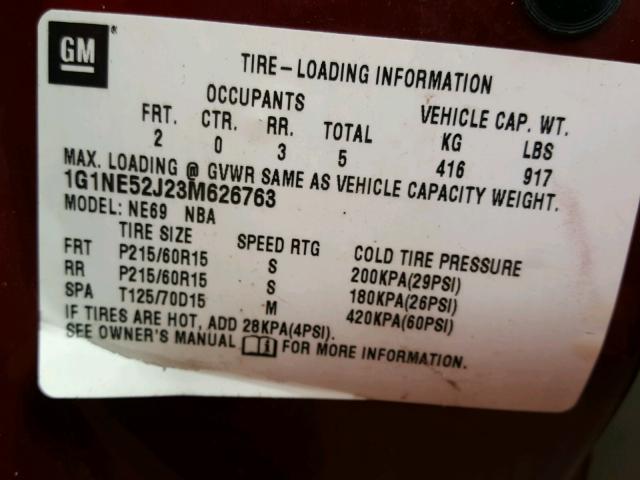 GM®
TIRE-LOADING INFORMATION
OCCUPANTS VEHICLE CAP. WT.
FRT. CTR. RR. TOTAL KG LBS
2 0 3 5 416 917
MAX. LOADING @ GVWR SAME AS VEHICLE CAPACITY WEIGHT.
1G1NE52J23M626763
MODEL: NE69 NBA
TIRE SIZE SPEED RTG COLD TIRE PRESSURE
FRT P215/60R15 S 200KPA(29PSI)
RR P215/60R15 S 180KPA(26PSI)
SPA T125/70D15 M 420KPA(60PSI)
IF TIRES ARE HOT, ADD 28KPA(4PSI).
SEE OWNER'S MANUAL FOR MORE INFORMATION.